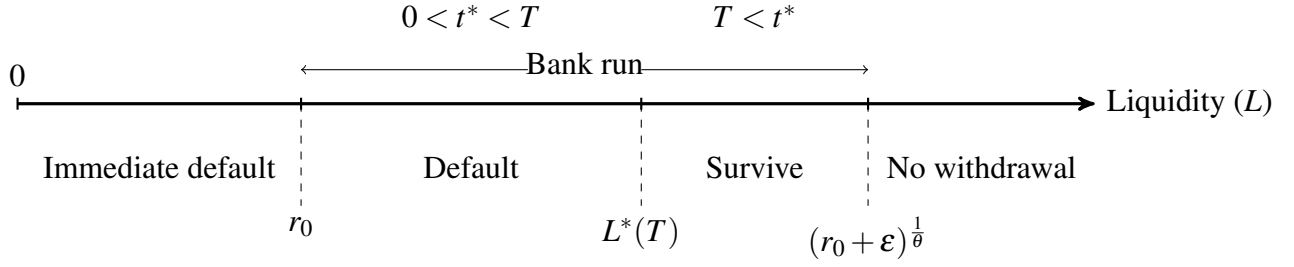 0 < t* < T    T < t*
0    Bank run
Liquidity (L)
Immediate default    Default    Survive    No withdrawal
r₀    L*(T)    (r₀ + ε)^{1/θ}